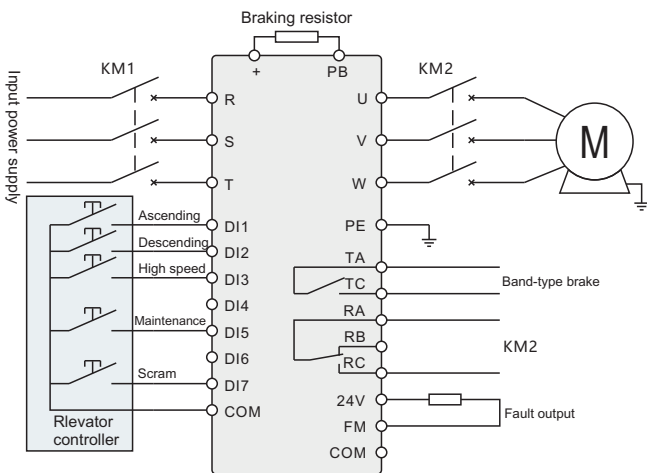 Braking resistor
+ PB
KM1 KM2
Input power supply
R U
S V
T W
M
Ascending DI1 PE
Descending DI2 TA
High speed DI3 TC
Band-type brake
DI4 RA
Maintenance DI5 RB
KM2
DI6 RC
Scram DI7 24V
COM FM
Fault output
COM
Rlevator
controller